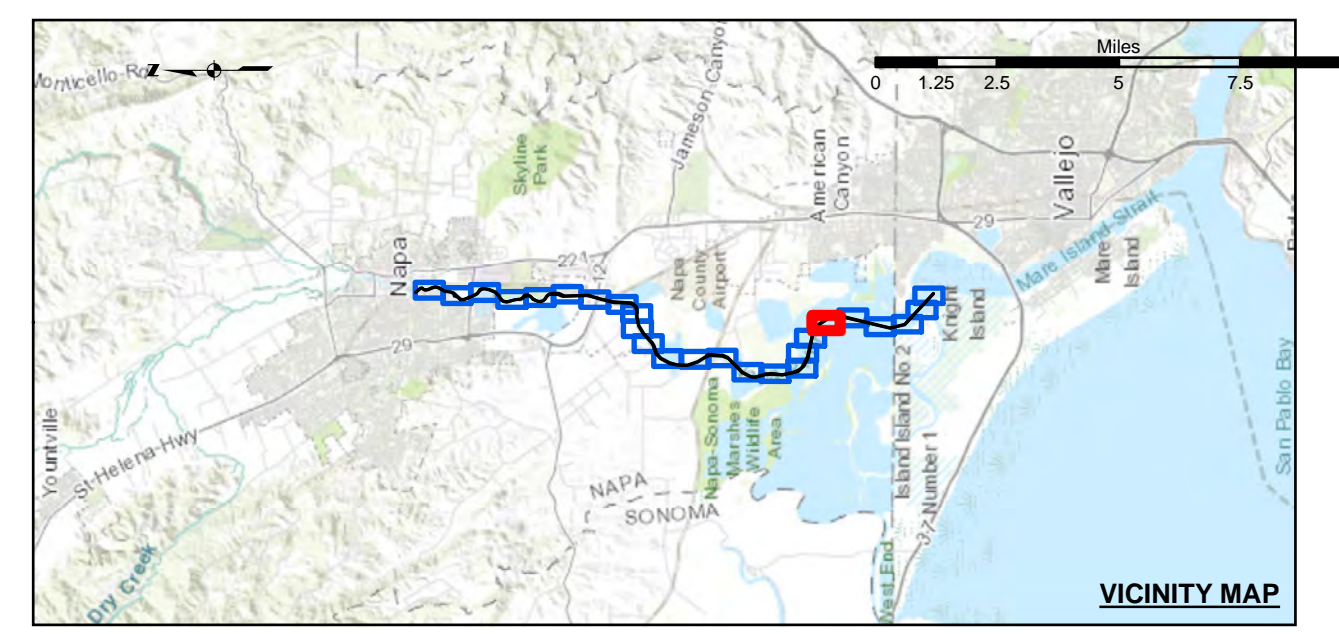 Monticello-Rd
Z
Miles
0 1.25 2.5 5 7.5
Skyline
Park
Jameson Canyon
American
Canyon
Vallejo
29
Mare Island-Strait
Mare
Island
Napa
221
12
Napa
County
Airport
Knight
Island
29
Yountville
St-Helena-Hwy
Napa-Sonoma
Marshes
Wildlife
Area
Island Island No 2
37-Number 1
San Pablo Bay
NAPA
SONOMA
Dry Creek
West End
VICINITY MAP